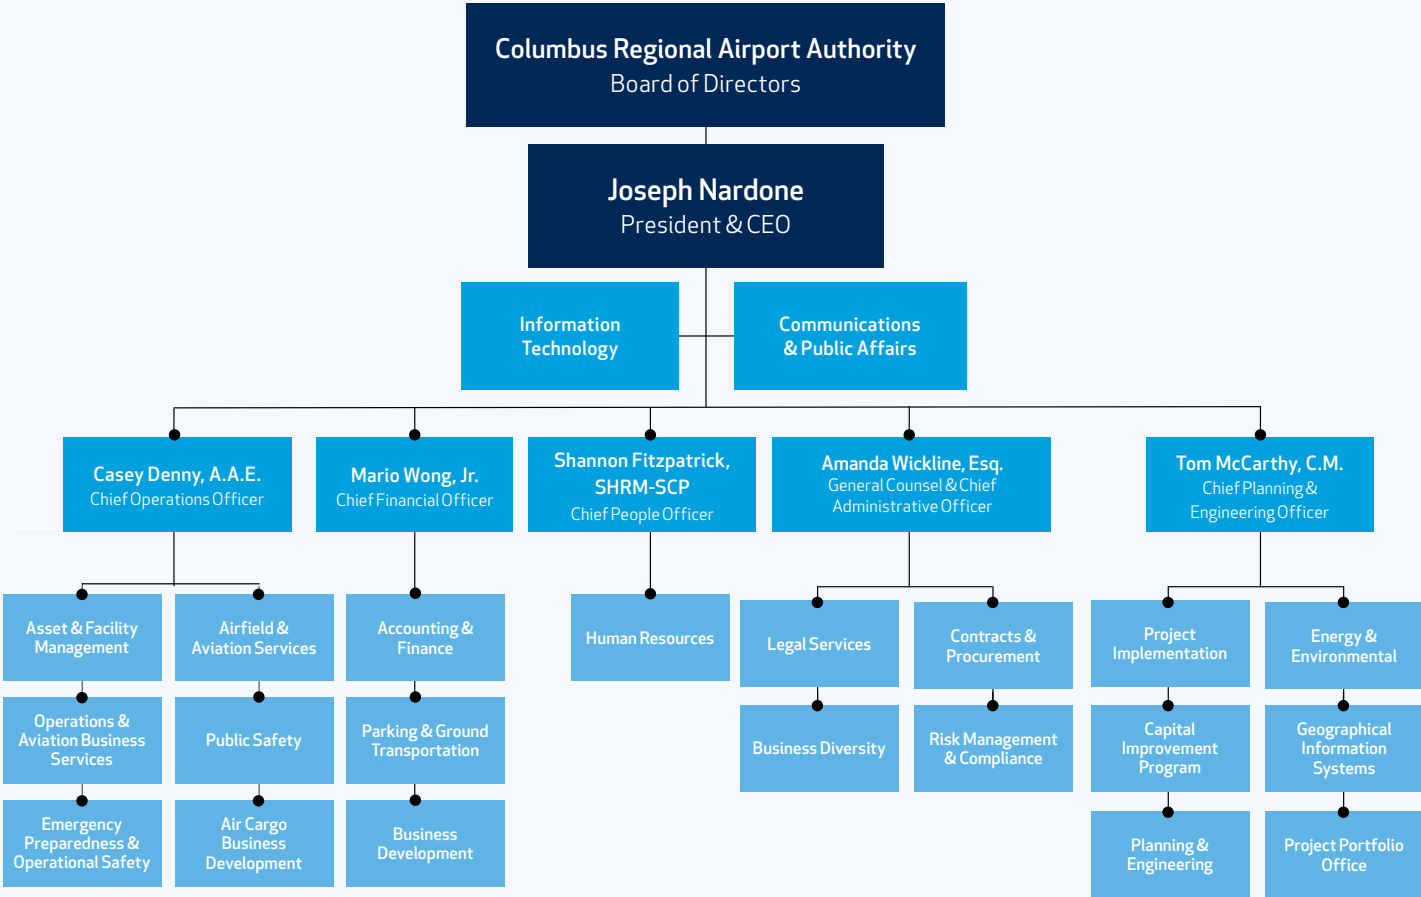 Columbus Regional Airport Authority
Board of Directors
Joseph Nardone
President & CEO
Information
Technology
Communications
& Public Affairs
Casey Denny, A.A.E.
Chief Operations Officer
Mario Wong, Jr.
Chief Financial Officer
Shannon Fitzpatrick,
SHRM-SCP
Chief People Officer
Amanda Wickline, Esq.
General Counsel & Chief
Administrative Officer
Tom McCarthy, C.M.
Chief Planning &
Engineering Officer
Asset & Facility
Management
Airfield &
Aviation Services
Accounting &
Finance
Human Resources
Legal Services
Contracts &
Procurement
Project
Implementation
Energy &
Environmental
Operations &
Aviation Business
Services
Public Safety
Parking & Ground
Transportation
Business Diversity
Risk Management
& Compliance
Capital
Improvement
Program
Geographical
Information
Systems
Emergency
Preparedness &
Operational Safety
Air Cargo
Business
Development
Business
Development
Planning &
Engineering
Project Portfolio
Office